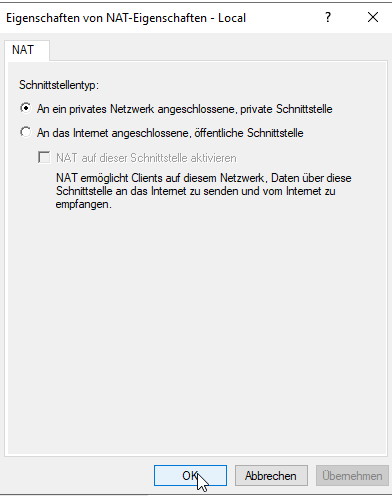 Eigenschaften von NAT-Eigenschaften - Local
NAT
Schnittstellentyp:
An ein privates Netzwerk angeschlossene, private Schnittstelle
An das Internet angeschlossene, öffentliche Schnittstelle
NAT auf dieser Schnittstelle aktivieren
NAT ermöglicht Clients auf diesem Netzwerk, Daten über diese
Schnittstelle an das Internet zu senden und vom Internet zu
empfangen.
OK
Abbrechen
Übernehmen